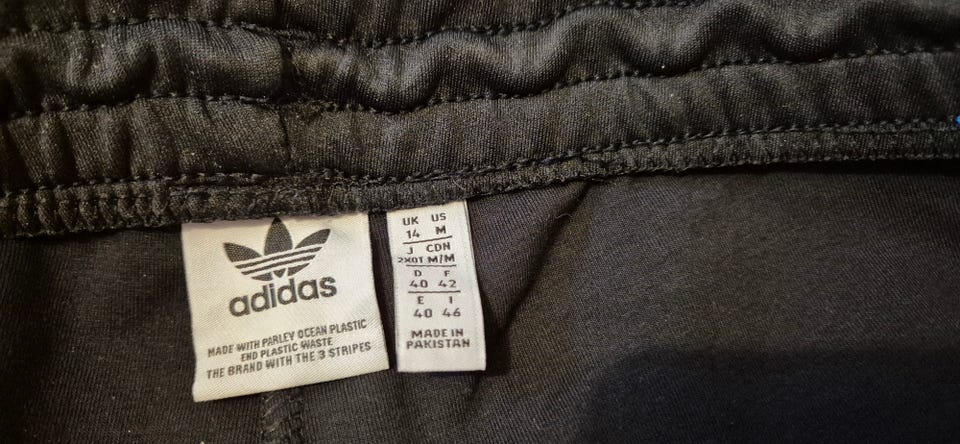 adidas
MADE WITH PARLEY OCEAN PLASTIC
END PLASTIC WASTE
THE BRAND WITH THE 3 STRIPES
UK US
14 M
J CDN
2XOT M/M
D F
40 42
E I
40 46
MADE IN
PAKISTAN